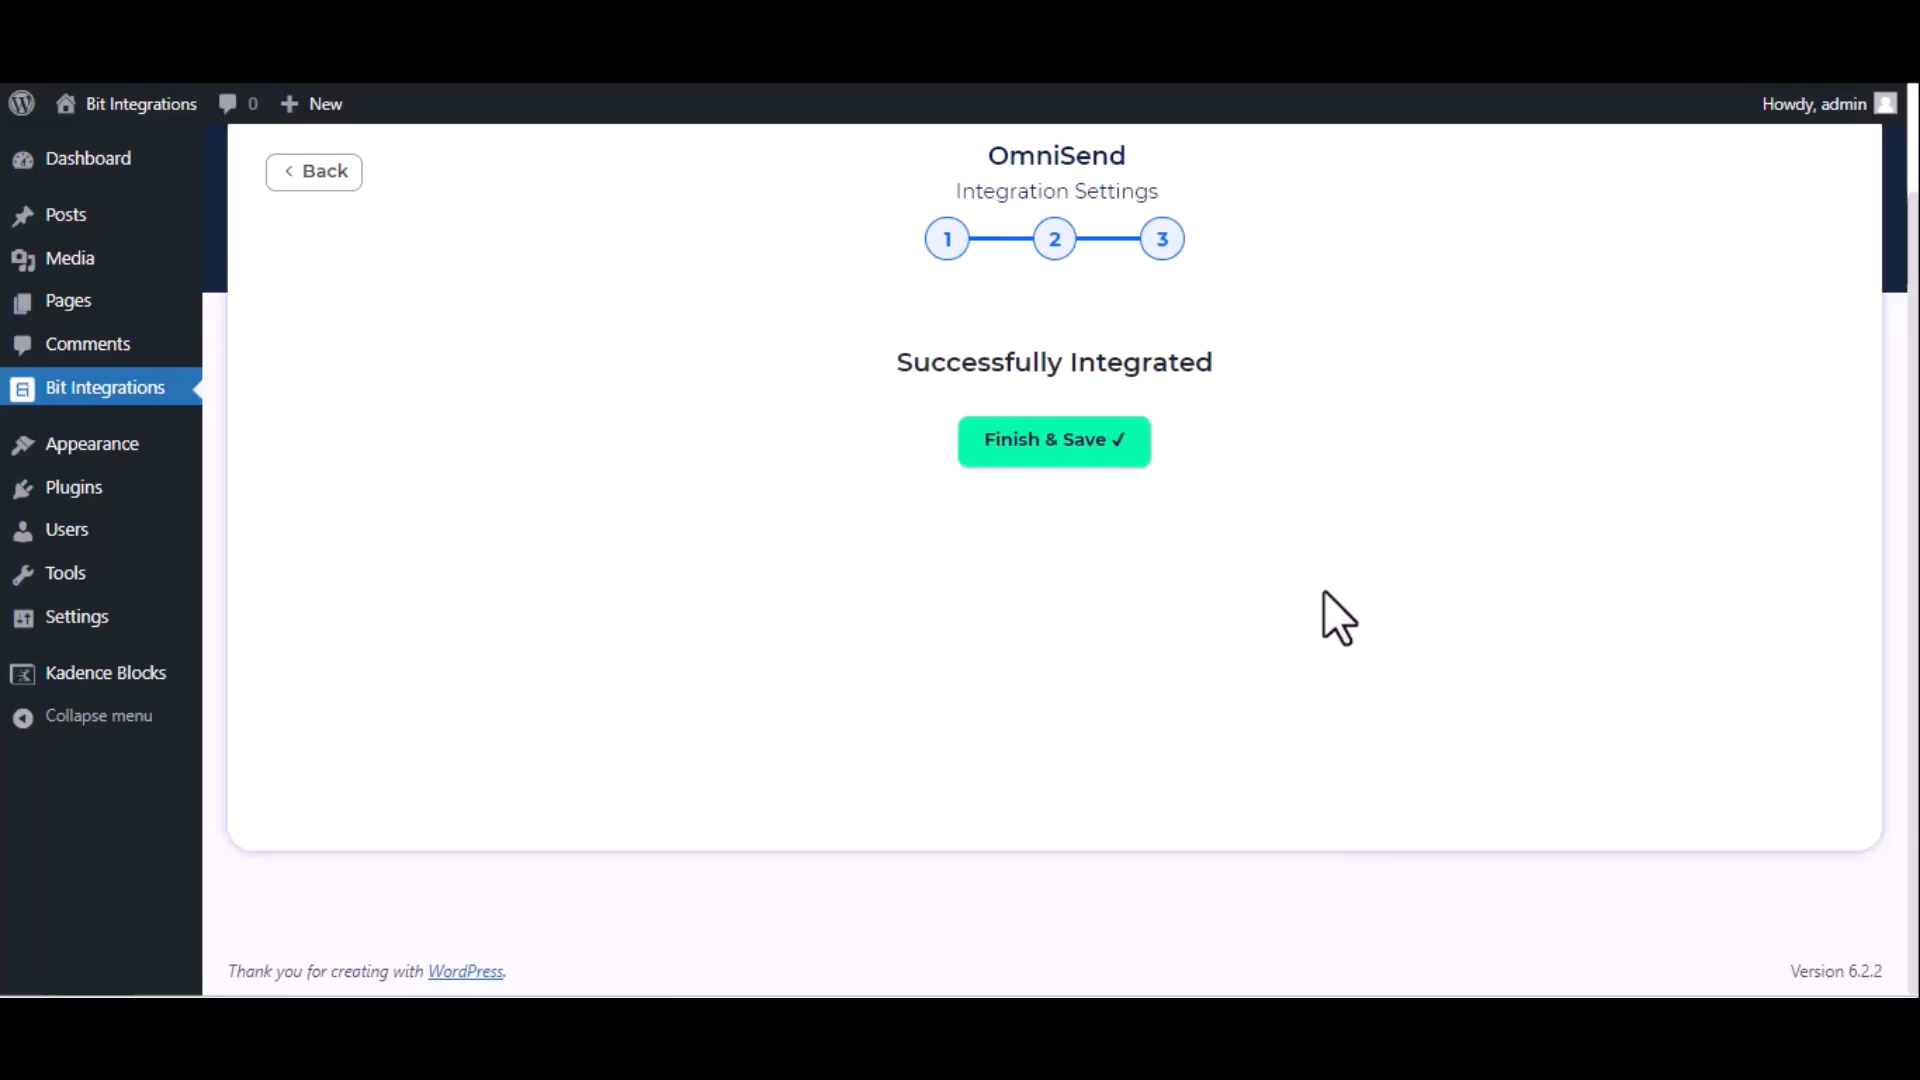 Bit Integrations 0 New Howdy, admin
Dashboard
Posts
Media
Pages
Comments
Bit Integrations
Appearance
Plugins
Users
Tools
Settings
Kadence Blocks
Collapse menu
Back
OmniSend
Integration Settings
1 2 3
Successfully Integrated
Finish & Save ✓
Thank you for creating with WordPress.
Version 6.2.2